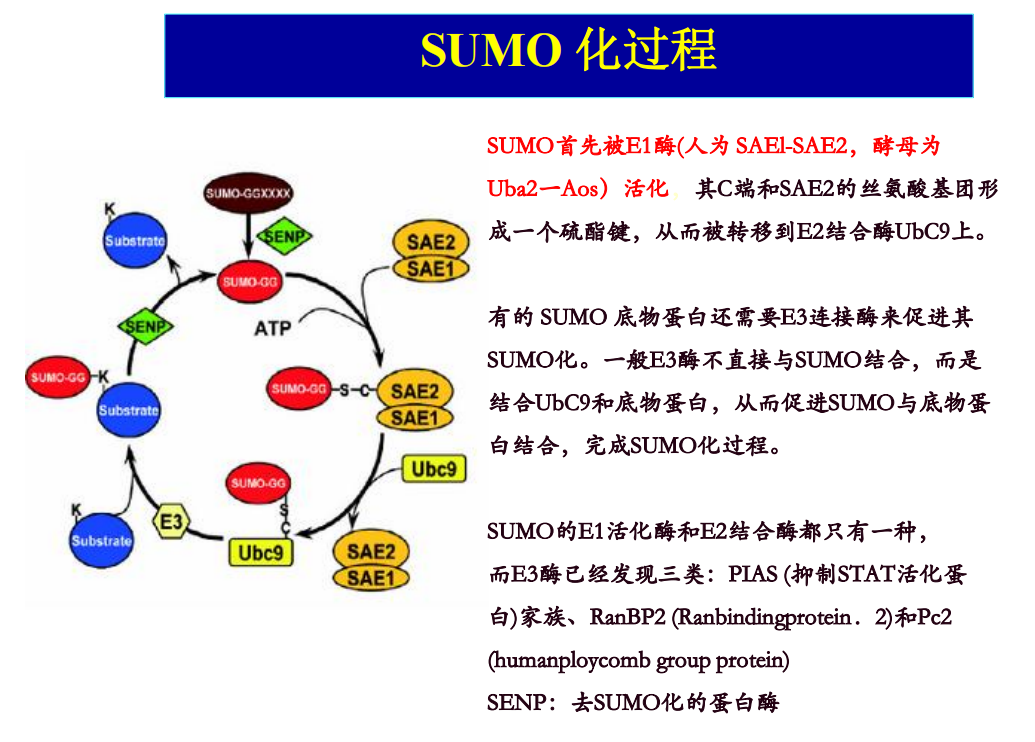 SUMO 化过程
SUMO首先被E1酶(人为 SAEl-SAE2，酵母为
Uba2一Aos）活化 其C端和SAE2的丝氨酸基团形
成一个硫酯键，从而被转移到E2结合酶UbC9上。
有的 SUMO 底物蛋白还需要E3连接酶来促进其
SUMO化。一般E3酶不直接与SUMO结合，而是
结合UbC9和底物蛋白，从而促进SUMO与底物蛋
白结合，完成SUMO化过程。
SUMO的E1活化酶和E2结合酶都只有一种，
而E3酶已经发现三类：PIAS (抑制STAT活化蛋
白)家族、RanBP2 (Ranbindingprotein．2)和Pc2
(humanploycomb group protein)
SENP：去SUMO化的蛋白酶
SUMO-GGXXXX
K
Substrate
SENP
SAE2
SAE1
SUMO-GG
ATP
SENP
SUMO-GG
K
Substrate
SUMO-GG
S
C
SAE2
SAE1
Ubc9
SUMO-GG
S
C
Ubc9
K
Substrate
E3
SAE2
SAE1